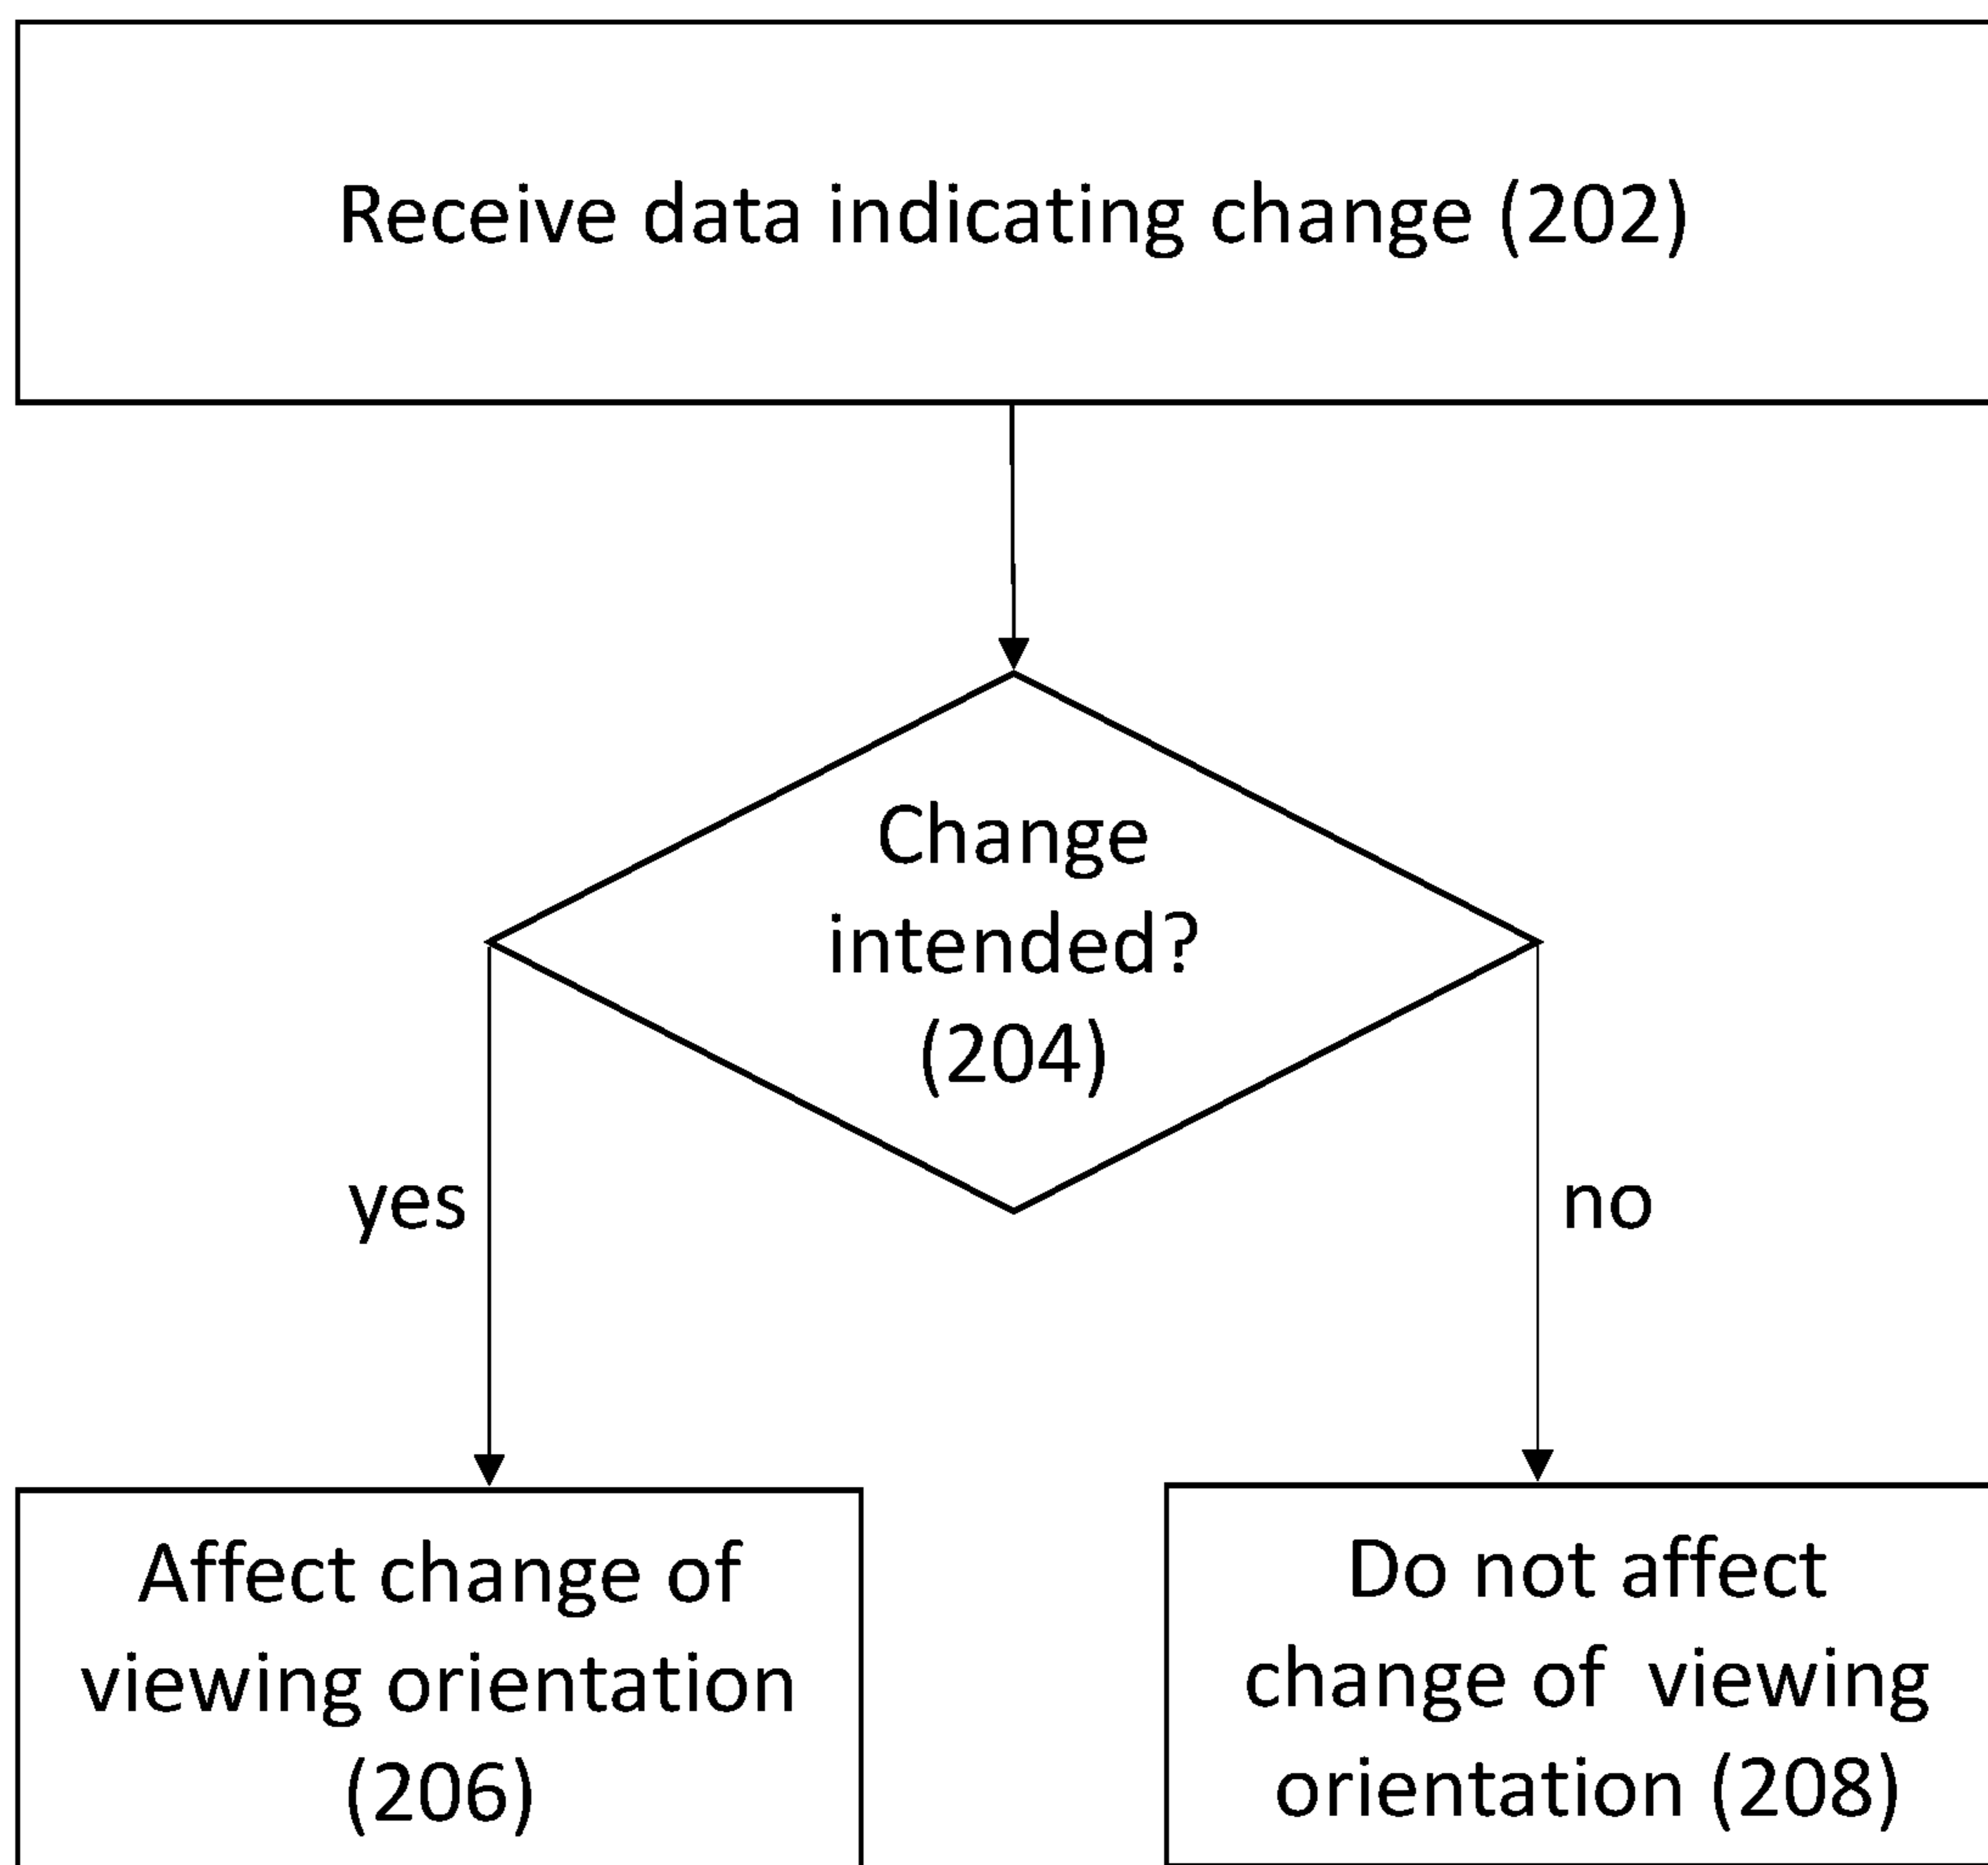 Receive data indicating change (202)
Change
intended?
(204)
yes
no
Affect change of
viewing orientation
(206)
Do not affect
change of viewing
orientation (208)